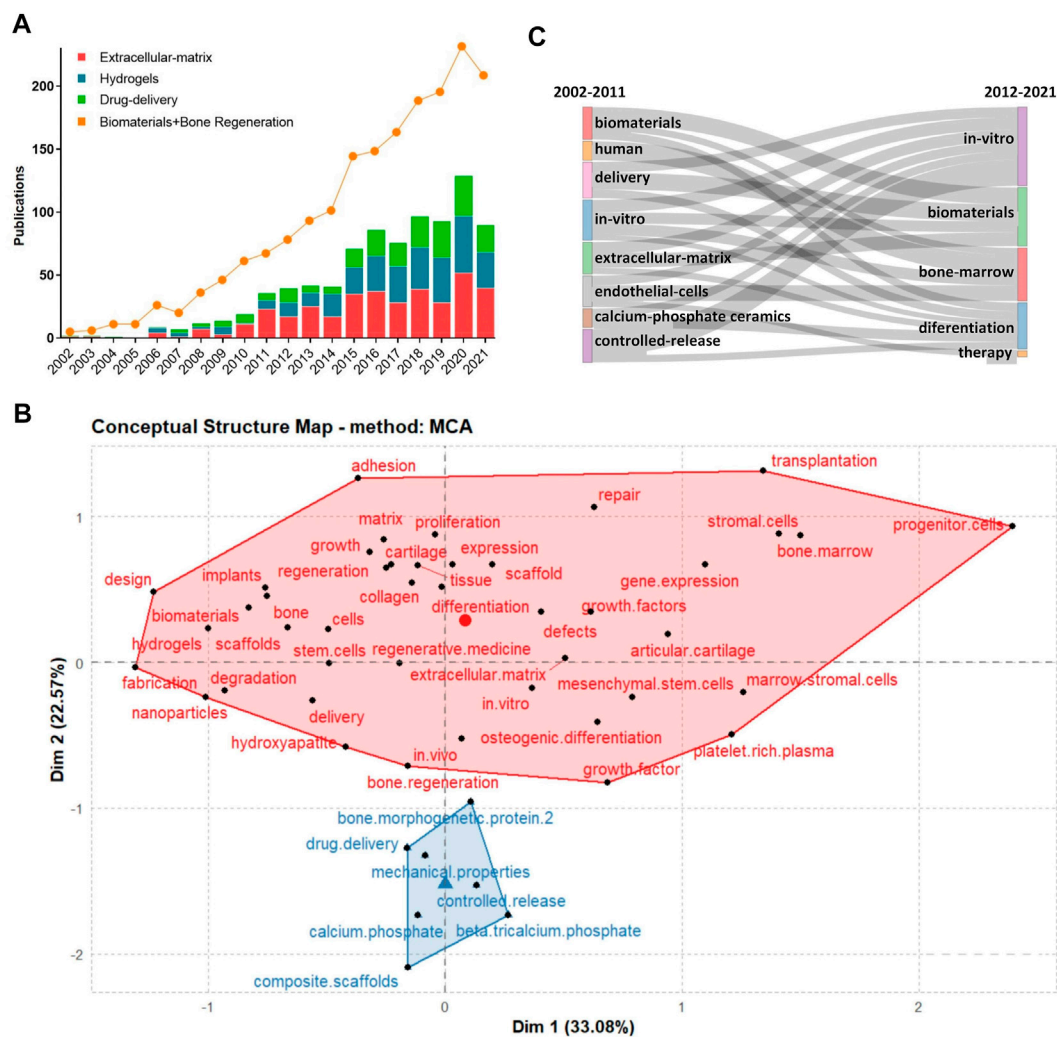 A
Extracellular-matrix
Hydrogels
Drug-delivery
Biomaterials+Bone Regeneration
Publications
200
150
100
50
0
2002 2003 2004 2005 2006 2007 2008 2009 2010 2011 2012 2013 2014 2015 2016 2017 2018 2019 2020 2021
C
2002-2011
2012-2021
biomaterials
human
delivery
in-vitro
extracellular-matrix
endothelial-cells
calcium-phosphate ceramics
controlled-release
in-vitro
biomaterials
bone-marrow
diferentiation
therapy
B
Conceptual Structure Map - method: MCA
adhesion
transplantation
repair
matrix
proliferation
stromal.cells
progenitor.cells
growth
cartilage
expression
bone.marrow
design
implants
regeneration
tissue
scaffold
gene.expression
collagen
biomaterials
bone
cells
differentiation
growth.factors
defects
hydrogels
scaffolds
stem.cells
regenerative.medicine
articular.cartilage
fabrication
degradation
extracellular.matrix
mesenchymal.stem.cells
marrow.stromal.cells
nanoparticles
delivery
in.vitro
hydroxyapatite
in.vivo
osteogenic.differentiation
platelet.rich.plasma
bone.regeneration
growth.factor
bone.morphogenetic.protein.2
drug.delivery
mechanical.properties
controlled.release
calcium.phosphate
beta.tricalcium.phosphate
composite.scaffolds
Dim 2 (22.57%)
1
0
-1
-2
-1
0
1
2
Dim 1 (33.08%)